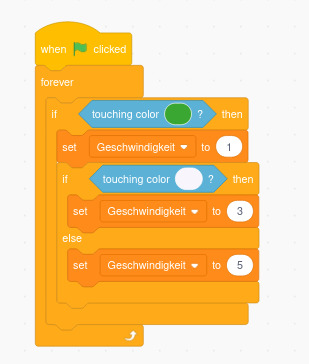 when clicked
forever
if touching color ? then
set Geschwindigkeit to 1
if touching color ? then
set Geschwindigkeit to 3
else
set Geschwindigkeit to 5